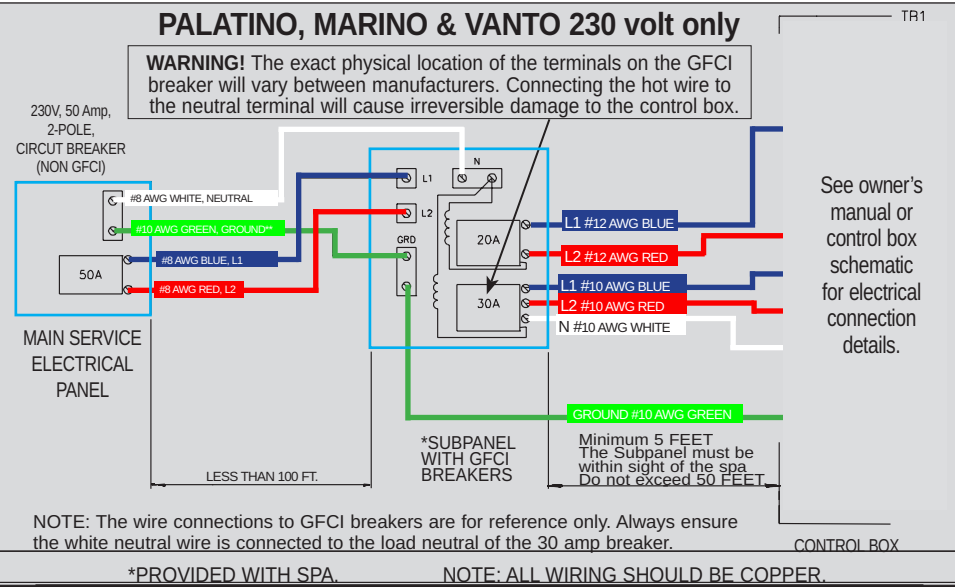 PALATINO, MARINO & VANTO 230 volt only
TB1
WARNING! The exact physical location of the terminals on the GFCI
breaker will vary between manufacturers. Connecting the hot wire to
the neutral terminal will cause irreversible damage to the control box.
230V, 50 Amp,
2-POLE,
CIRCUT BREAKER
(NON GFCI)
#8 AWG WHITE, NEUTRAL
#10 AWG GREEN, GROUND**
#8 AWG BLUE, L1
#8 AWG RED, L2
50A
MAIN SERVICE
ELECTRICAL
PANEL
N
L1
L2
GRD
20A
30A
L1 #12 AWG BLUE
L2 #12 AWG RED
L1 #10 AWG BLUE
L2 #10 AWG RED
N #10 AWG WHITE
GROUND #10 AWG GREEN
See owner's
manual or
control box
schematic
for electrical
connection
details.
*SUBPANEL
WITH GFCI
BREAKERS
Minimum 5 FEET
The Subpanel must be
within sight of the spa
Do not exceed 50 FEET
LESS THAN 100 FT.
NOTE: The wire connections to GFCI breakers are for reference only. Always ensure
the white neutral wire is connected to the load neutral of the 30 amp breaker.
CONTROL BOX
*PROVIDED WITH SPA.
NOTE: ALL WIRING SHOULD BE COPPER.